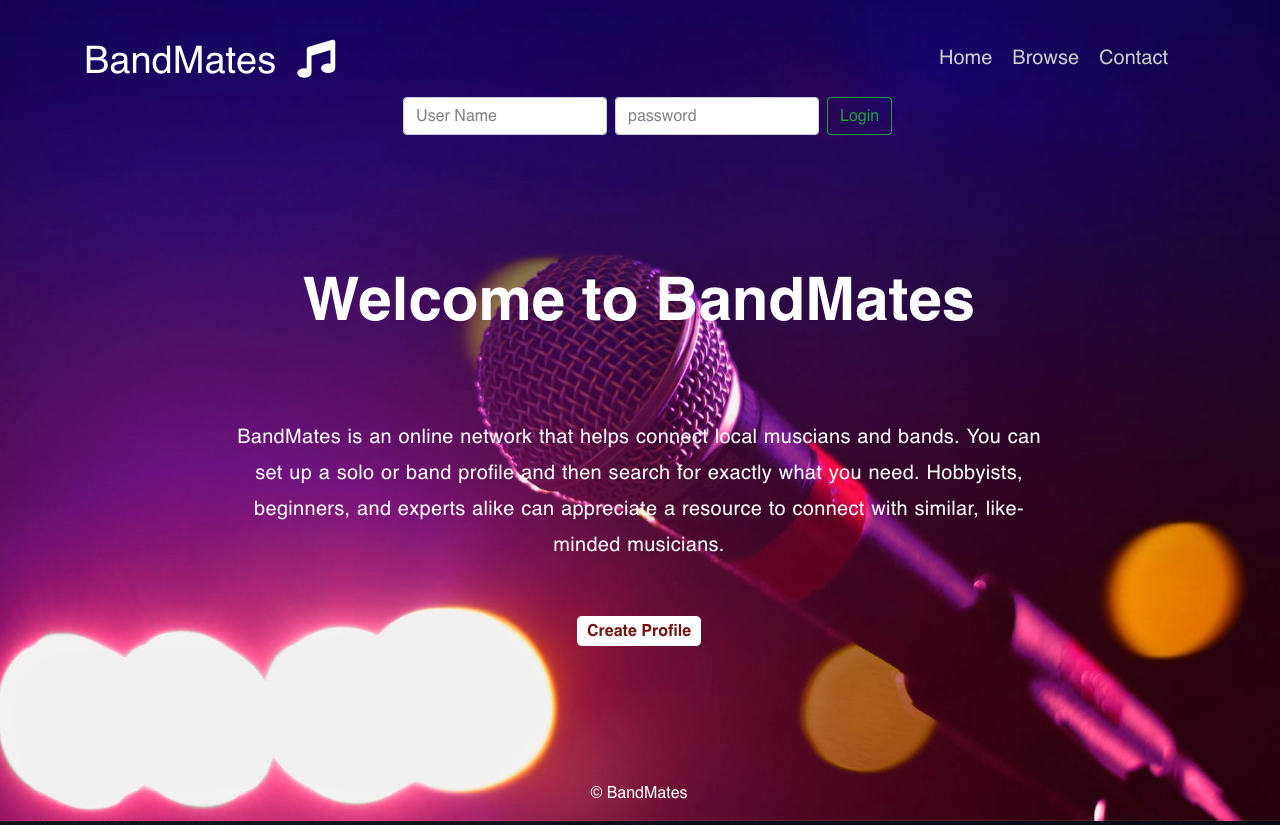 BandMates
Home Browse Contact
User Name password Login
Welcome to BandMates
BandMates is an online network that helps connect local muscians and bands. You can
set up a solo or band profile and then search for exactly what you need. Hobbyists,
beginners, and experts alike can appreciate a resource to connect with similar, like-
minded musicians.
Create Profile
© BandMates